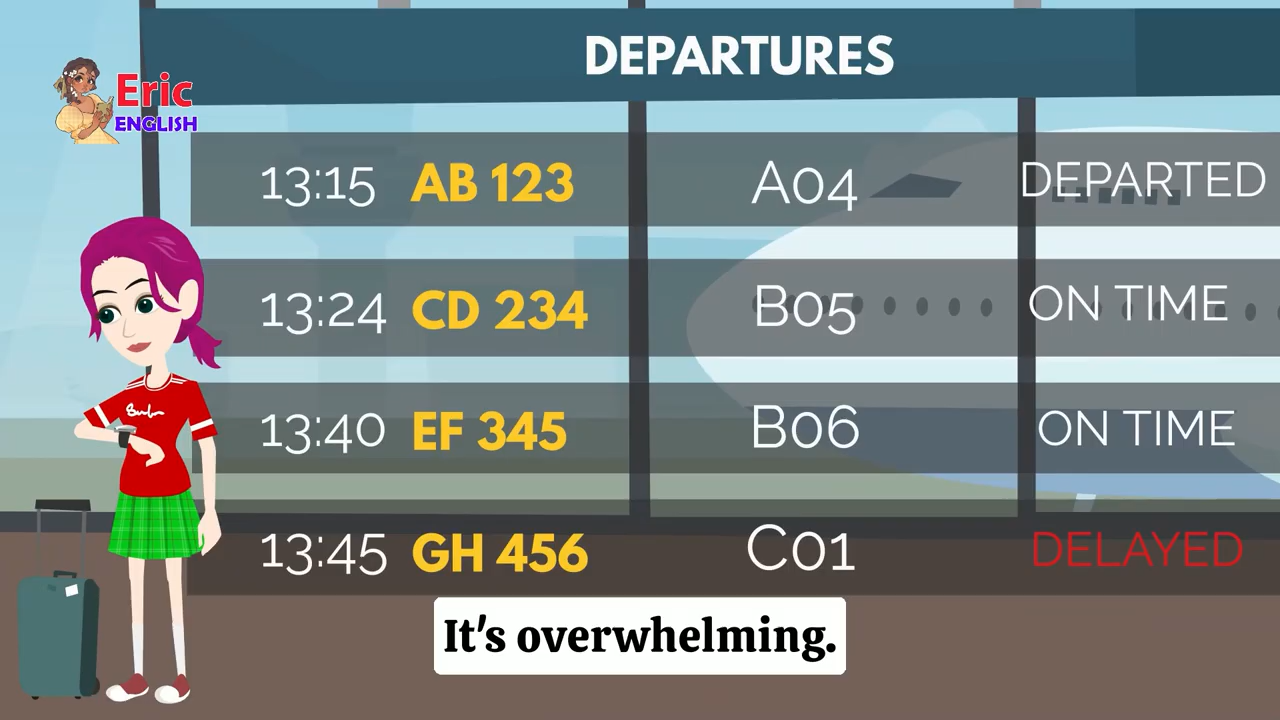 DEPARTURES
Eric
ENGLISH
13:15 AB 123 A04 DEPARTED
13:24 CD 234 B05 ON TIME
13:40 EF 345 B06 ON TIME
13:45 GH 456 C01 DELAYED
It's overwhelming.